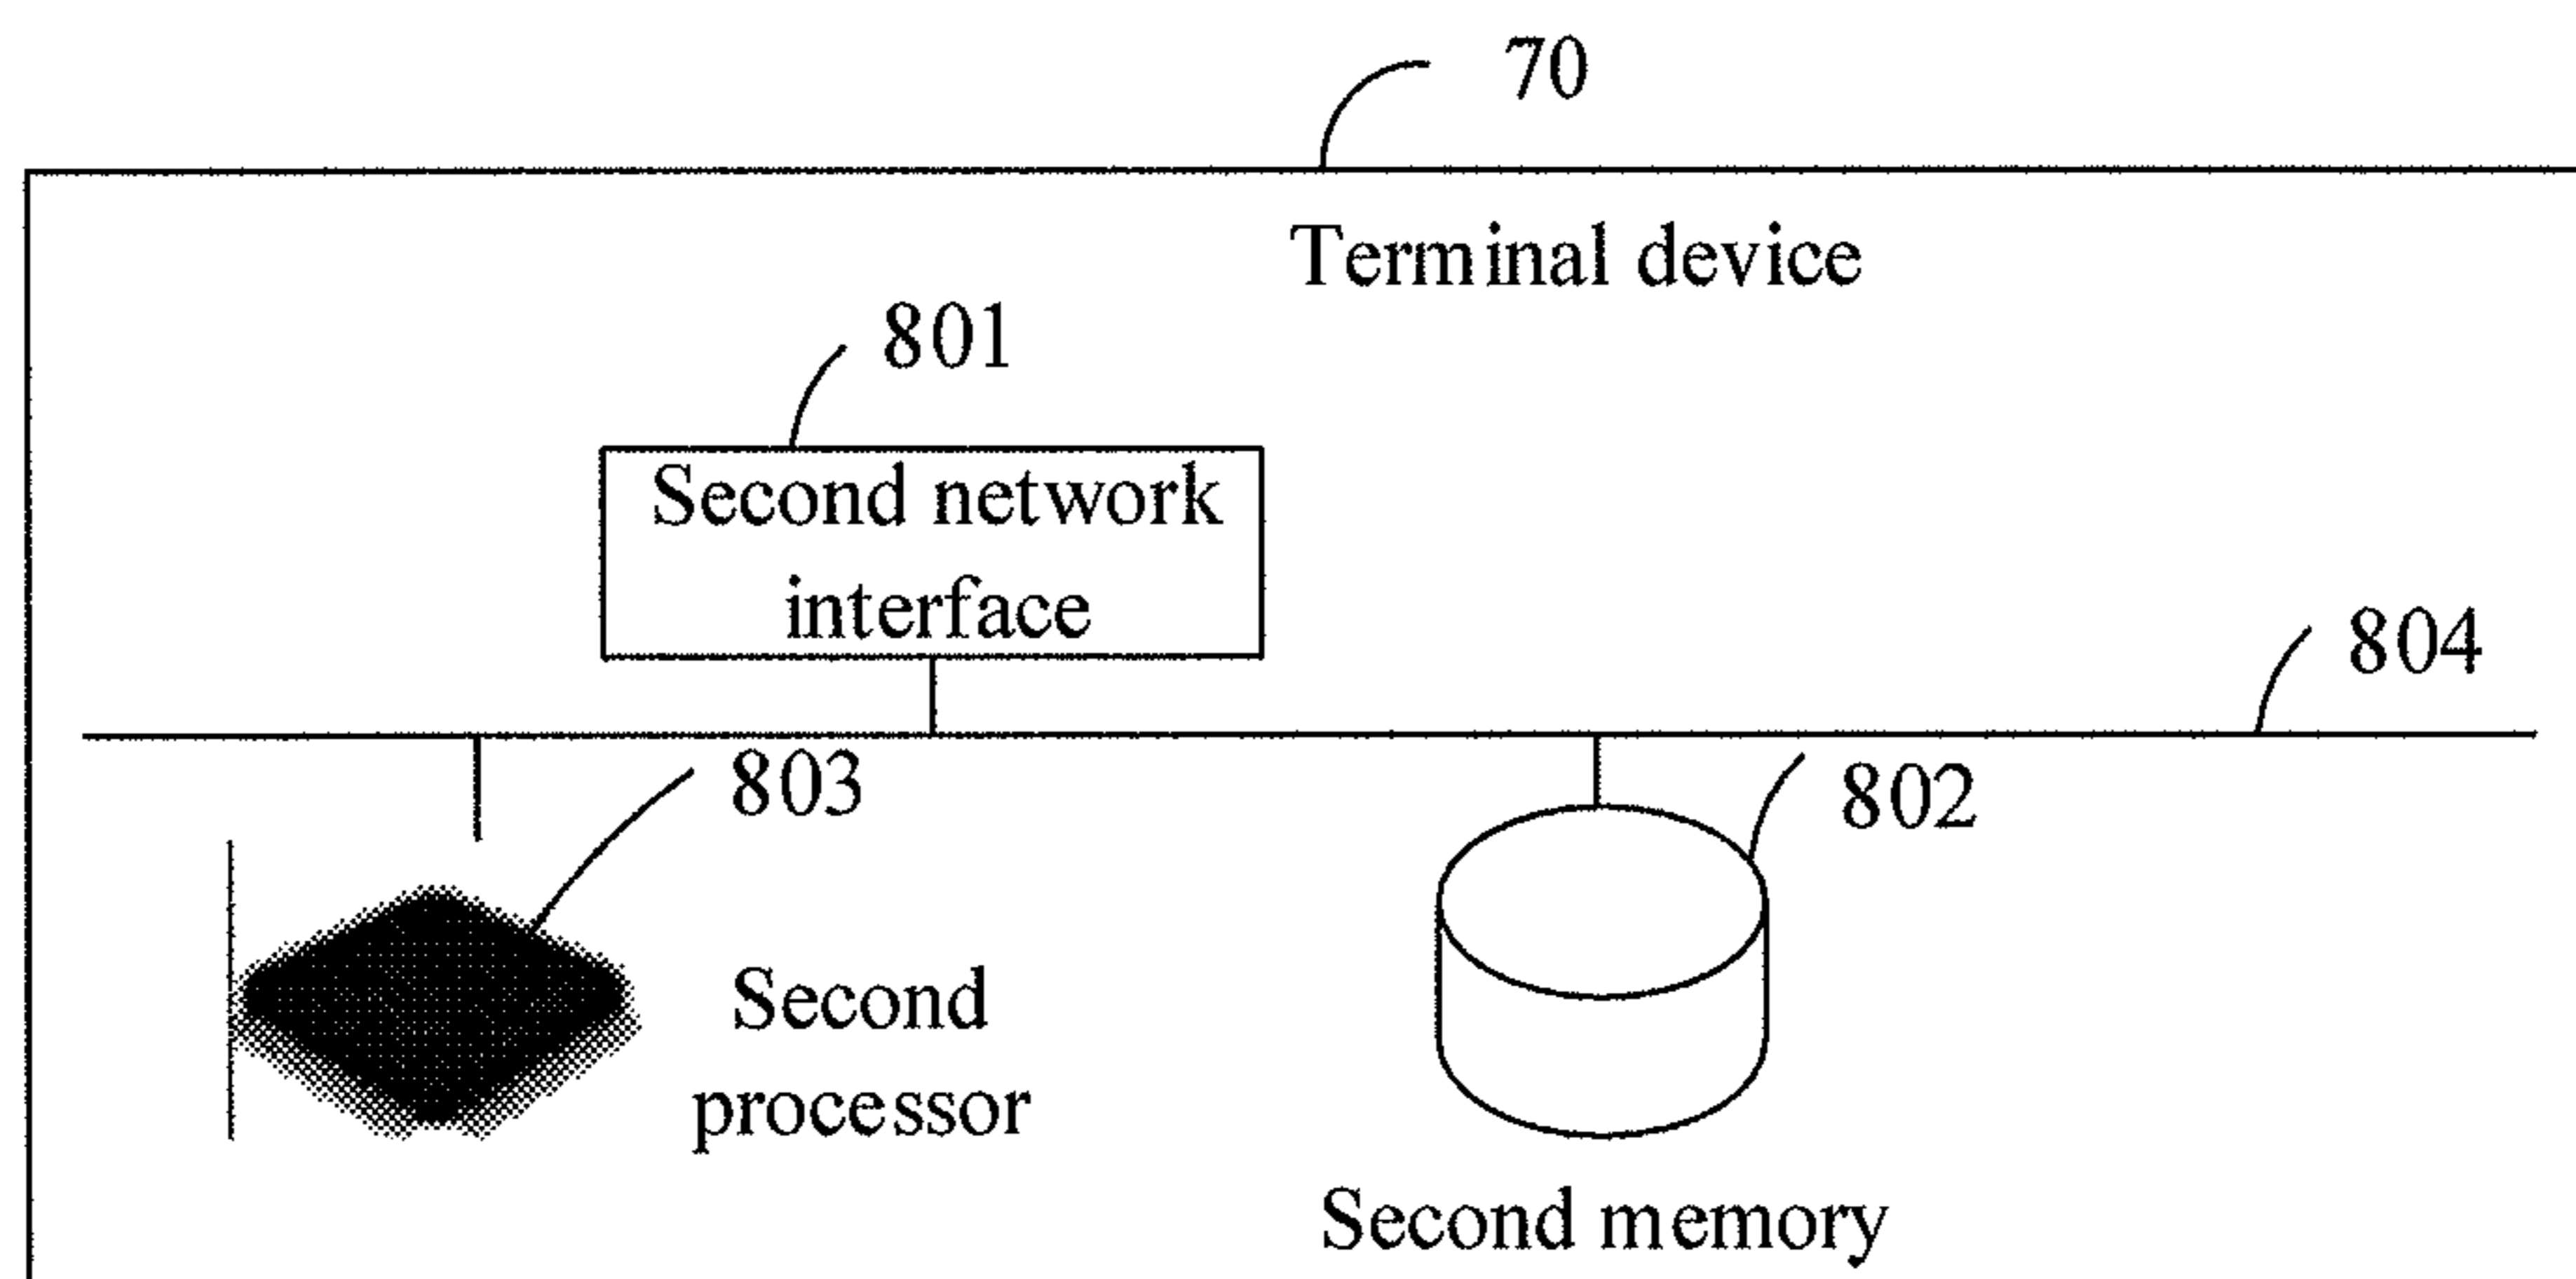 70
Terminal device
801
Second network
interface
804
803
802
Second
processor
Second memory